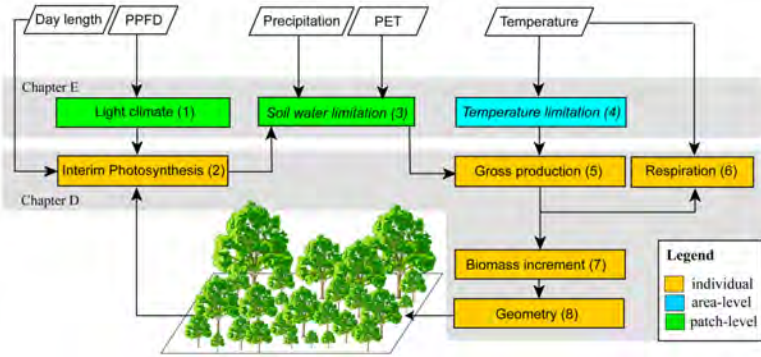 Day length
PPFD
Precipitation
PET
Temperature
Chapter E
Light climate (1)
Soil water limitation (3)
Temperature limitation (4)
Interim Photosynthesis (2)
Gross production (5)
Respiration (6)
Chapter D
Biomass increment (7)
Geometry (8)
Legend
individual
area-level
patch-level